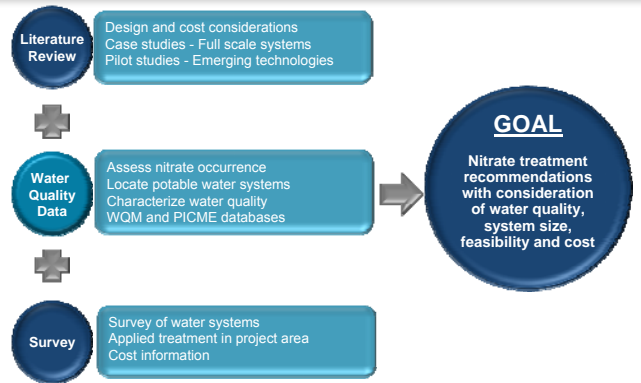 Literature
Review
Design and cost considerations
Case studies - Full scale systems
Pilot studies - Emerging technologies
Water
Quality
Data
Assess nitrate occurrence
Locate potable water systems
Characterize water quality
WQM and PICME databases
Survey
Survey of water systems
Applied treatment in project area
Cost information
GOAL
Nitrate treatment
recommendations
with consideration
of water quality,
system size,
feasibility and cost